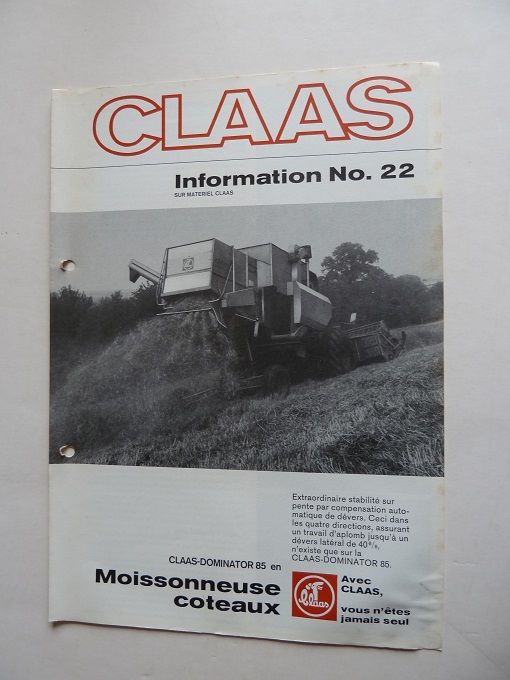 CLAAS
Information No. 22
SUR MATERIEL CLAAS
Extraordinaire stabilité sur
pente par compensation auto-
matique de dévers. Ceci dans
les quatre directions, assurant
un travail d'aplomb jusqu'à un
dévers latéral de 40%,
n'existe que sur la
CLAAS-DOMINATOR 85.
CLAAS-DOMINATOR 85 en
Moissonneuse
coteaux
Claas
Avec
CLAAS,
vous n'êtes
jamais seul